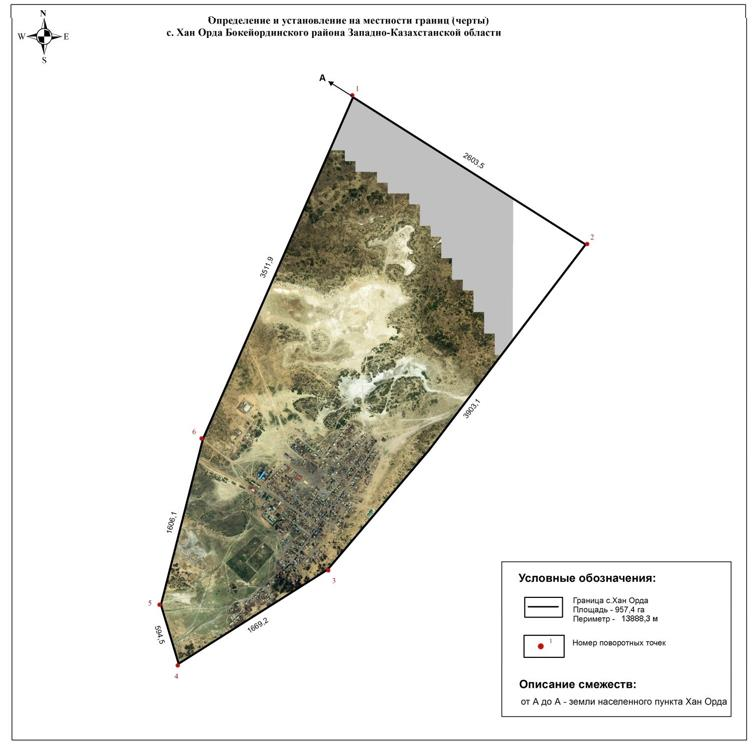 Определение и установление на местности границ (черты)
с. Хан Орда Бокейординского района Западно-Казахстанской области
N
W E
S
A
1
2603,5
2
3511,9
3903,1
6
1606,1
3
5
594,5
1669,2
4
Условные обозначения:
Граница с.Хан Орда
Площадь - 957,4 га
Периметр - 13888,3 м
1
Номер поворотных точек
Описание смежеств:
от А до А - земли населенного пункта Хан Орда